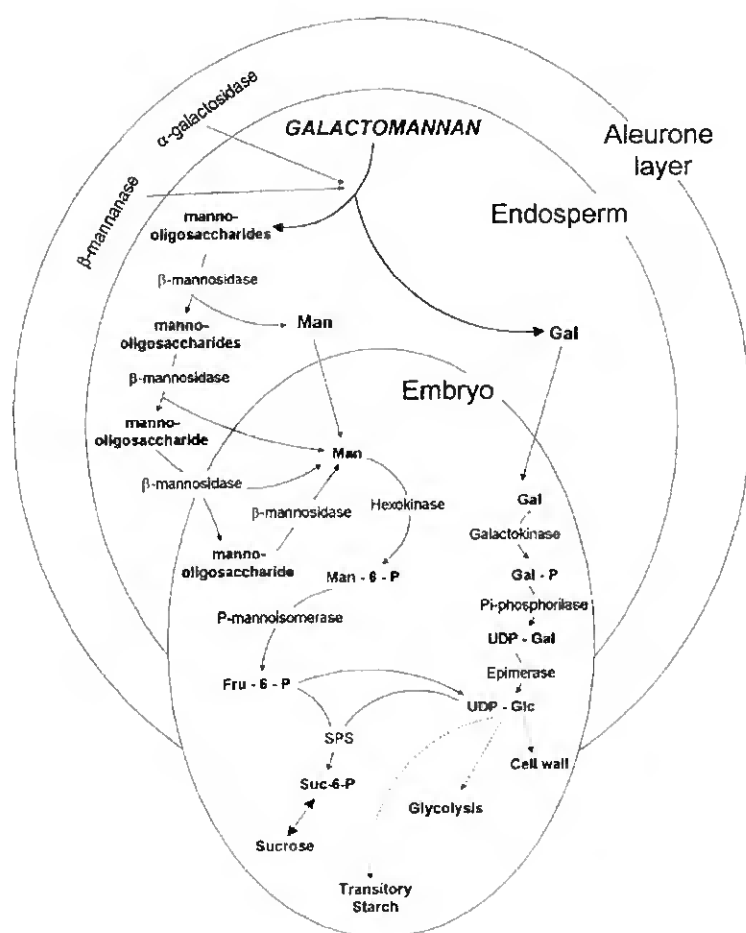 α-galactosidase
GALACTOMANNAN
Aleurone
layer
β-mannanase
Endosperm
manno-
oligosaccharides
β-mannosidase
manno-
oligosaccharides
Man
Gal
β-mannosidase
Embryo
manno-
oligosaccharide
Man
β-mannosidase
Hexokinase
Gal
β-mannosidase
Galactokinase
manno-
oligosaccharide
Man - 6 - P
Gal - P
P-mannoisomerase
Pi-phosphorilase
UDP - Gal
Epimerase
Fru - 6 - P
UDP - Glc
SPS
Cell wall
Suc-6-P
Glycolysis
Sucrose
Transitory
Starch